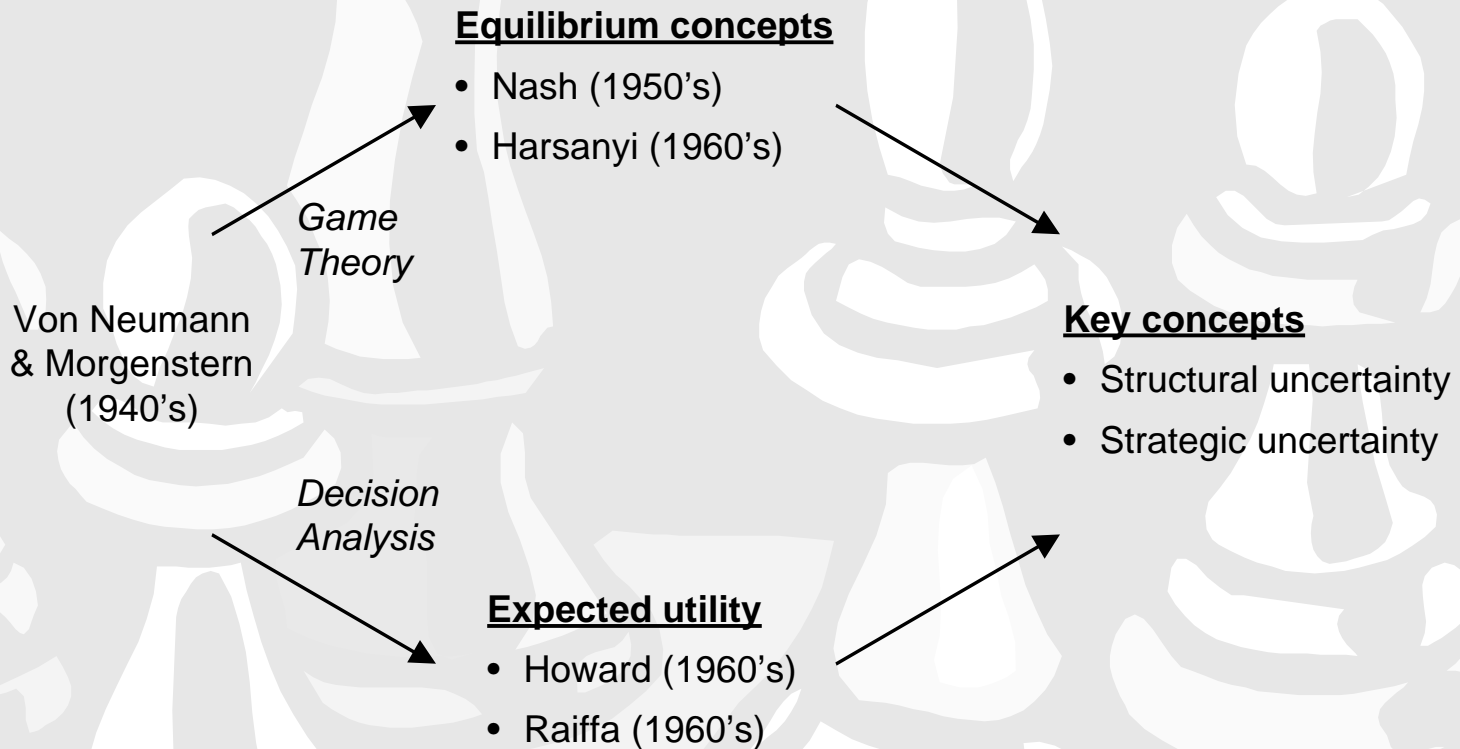 Equilibrium concepts
• Nash (1950’s)
• Harsanyi (1960’s)
Game
Theory
Von Neumann
& Morgenstern
(1940’s)
Key concepts
• Structural uncertainty
• Strategic uncertainty
Decision
Analysis
Expected utility
• Howard (1960’s)
• Raiffa (1960’s)